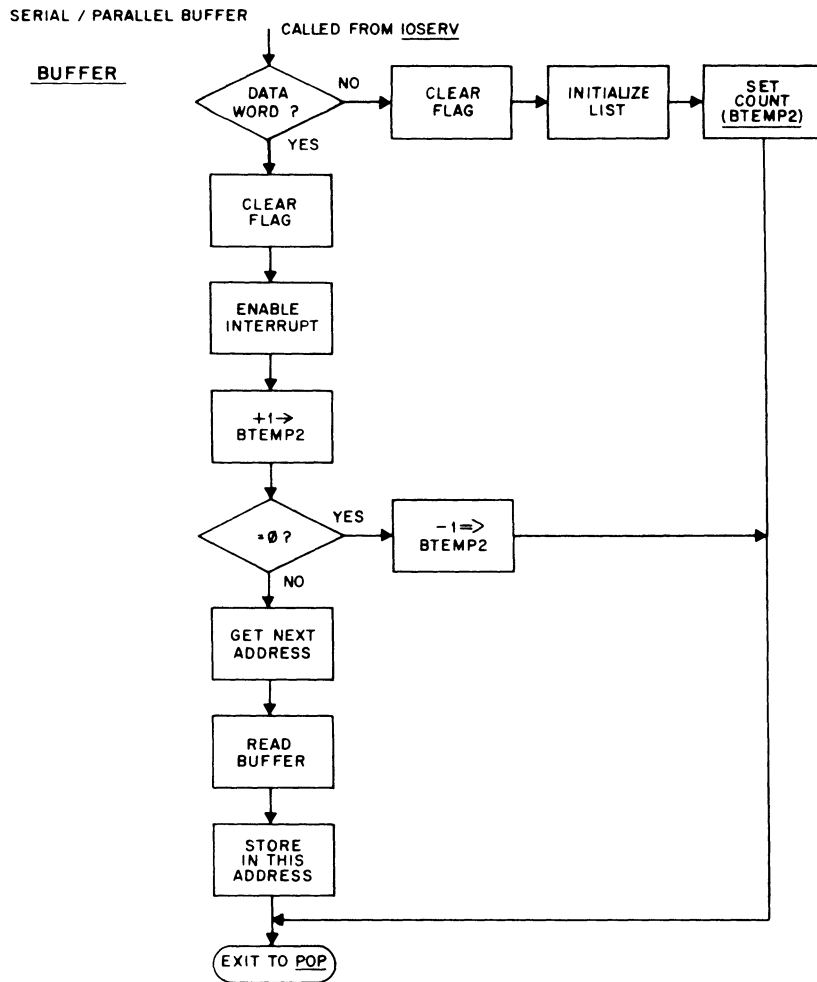 SERIAL / PARALLEL BUFFER
CALLED FROM IOSERV
BUFFER
DATA
WORD ?
NO
CLEAR
FLAG
INITIALIZE
LIST
SET
COUNT
(BTEMP2)
YES
CLEAR
FLAG
ENABLE
INTERRUPT
+1→
BTEMP2
=Ø ?
YES
-1=>
BTEMP2
NO
GET NEXT
ADDRESS
READ
BUFFER
STORE
IN THIS
ADDRESS
EXIT TO POP